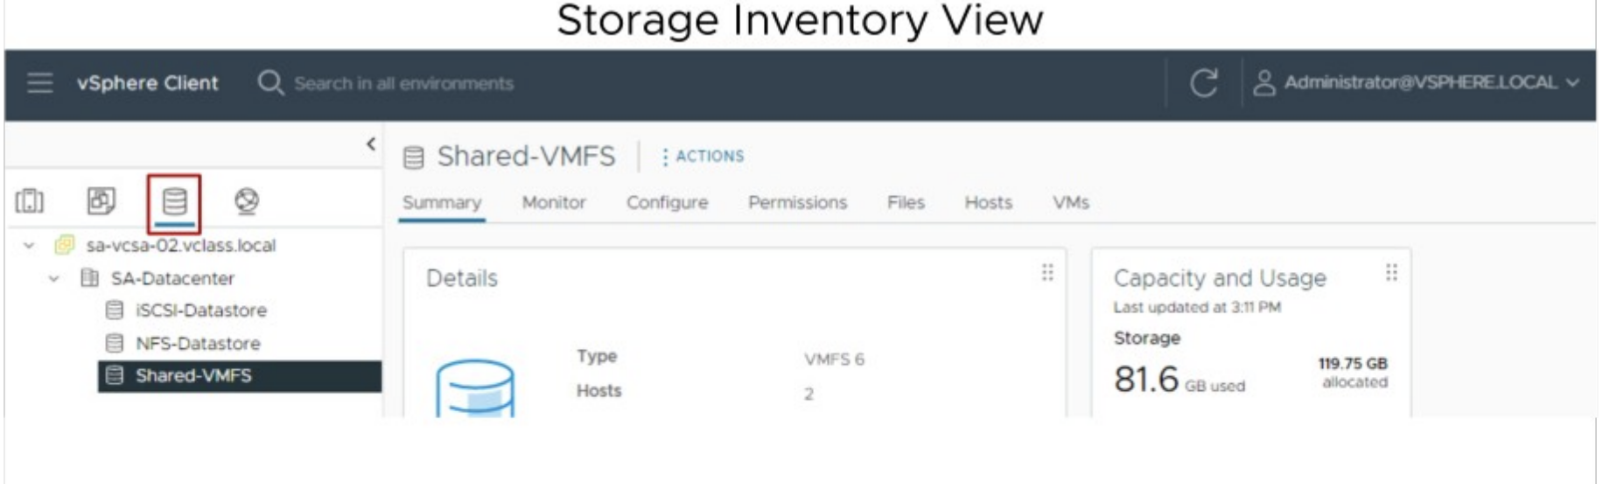 Storage Inventory View
vSphere Client
Search in all environments
Administrator@VSPHERE.LOCAL
sa-vcsa-02.vclass.local
SA-Datacenter
iSCSI-Datastore
NFS-Datastore
Shared-VMFS
Shared-VMFS
ACTIONS
Summary Monitor Configure Permissions Files Hosts VMs
Details
Type VMFS 6
Hosts 2
Capacity and Usage
Last updated at 3:11 PM
Storage
81.6 GB used
119.75 GB
allocated